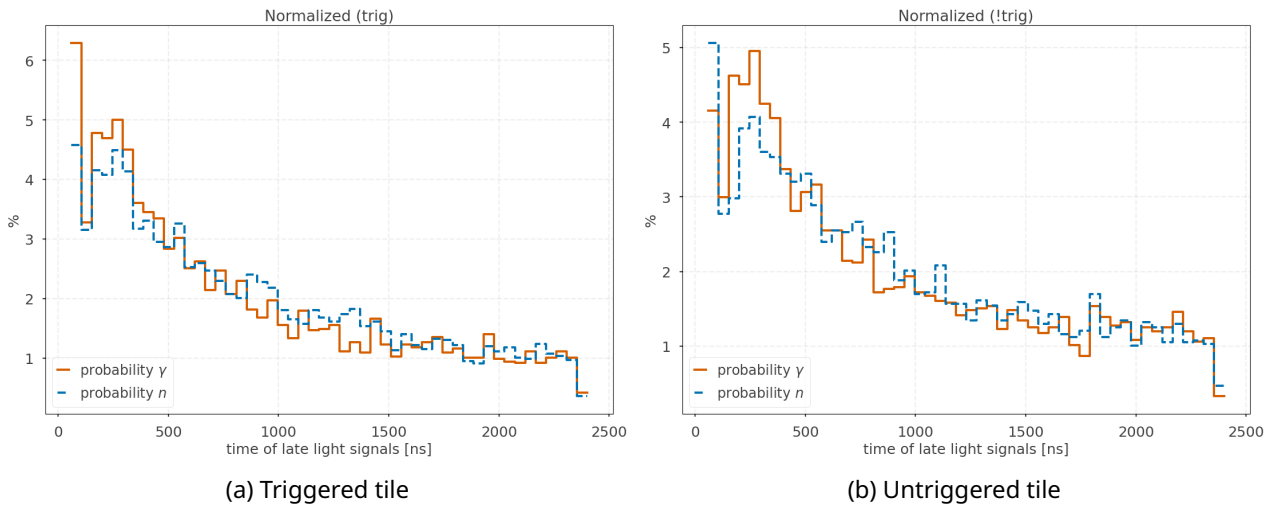 Normalized (trig)
6
5
4
3
2
1
%
probability γ
probability n
0
500
1000
1500
2000
2500
time of late light signals [ns]
(a) Triggered tile
Normalized (!trig)
5
4
3
2
1
%
probability γ
probability n
0
500
1000
1500
2000
2500
time of late light signals [ns]
(b) Untriggered tile